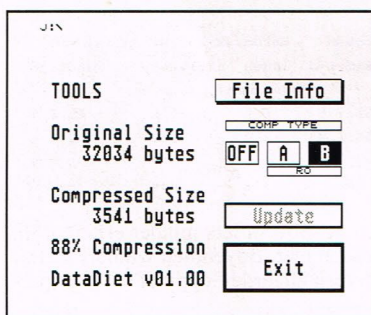 J:\
TOOLS
File Info
Original Size
32034 bytes
COMP TYPE
OFF A B
RO
Compressed Size
3541 bytes
Update
88% Compression
DataDiet v01.00
Exit